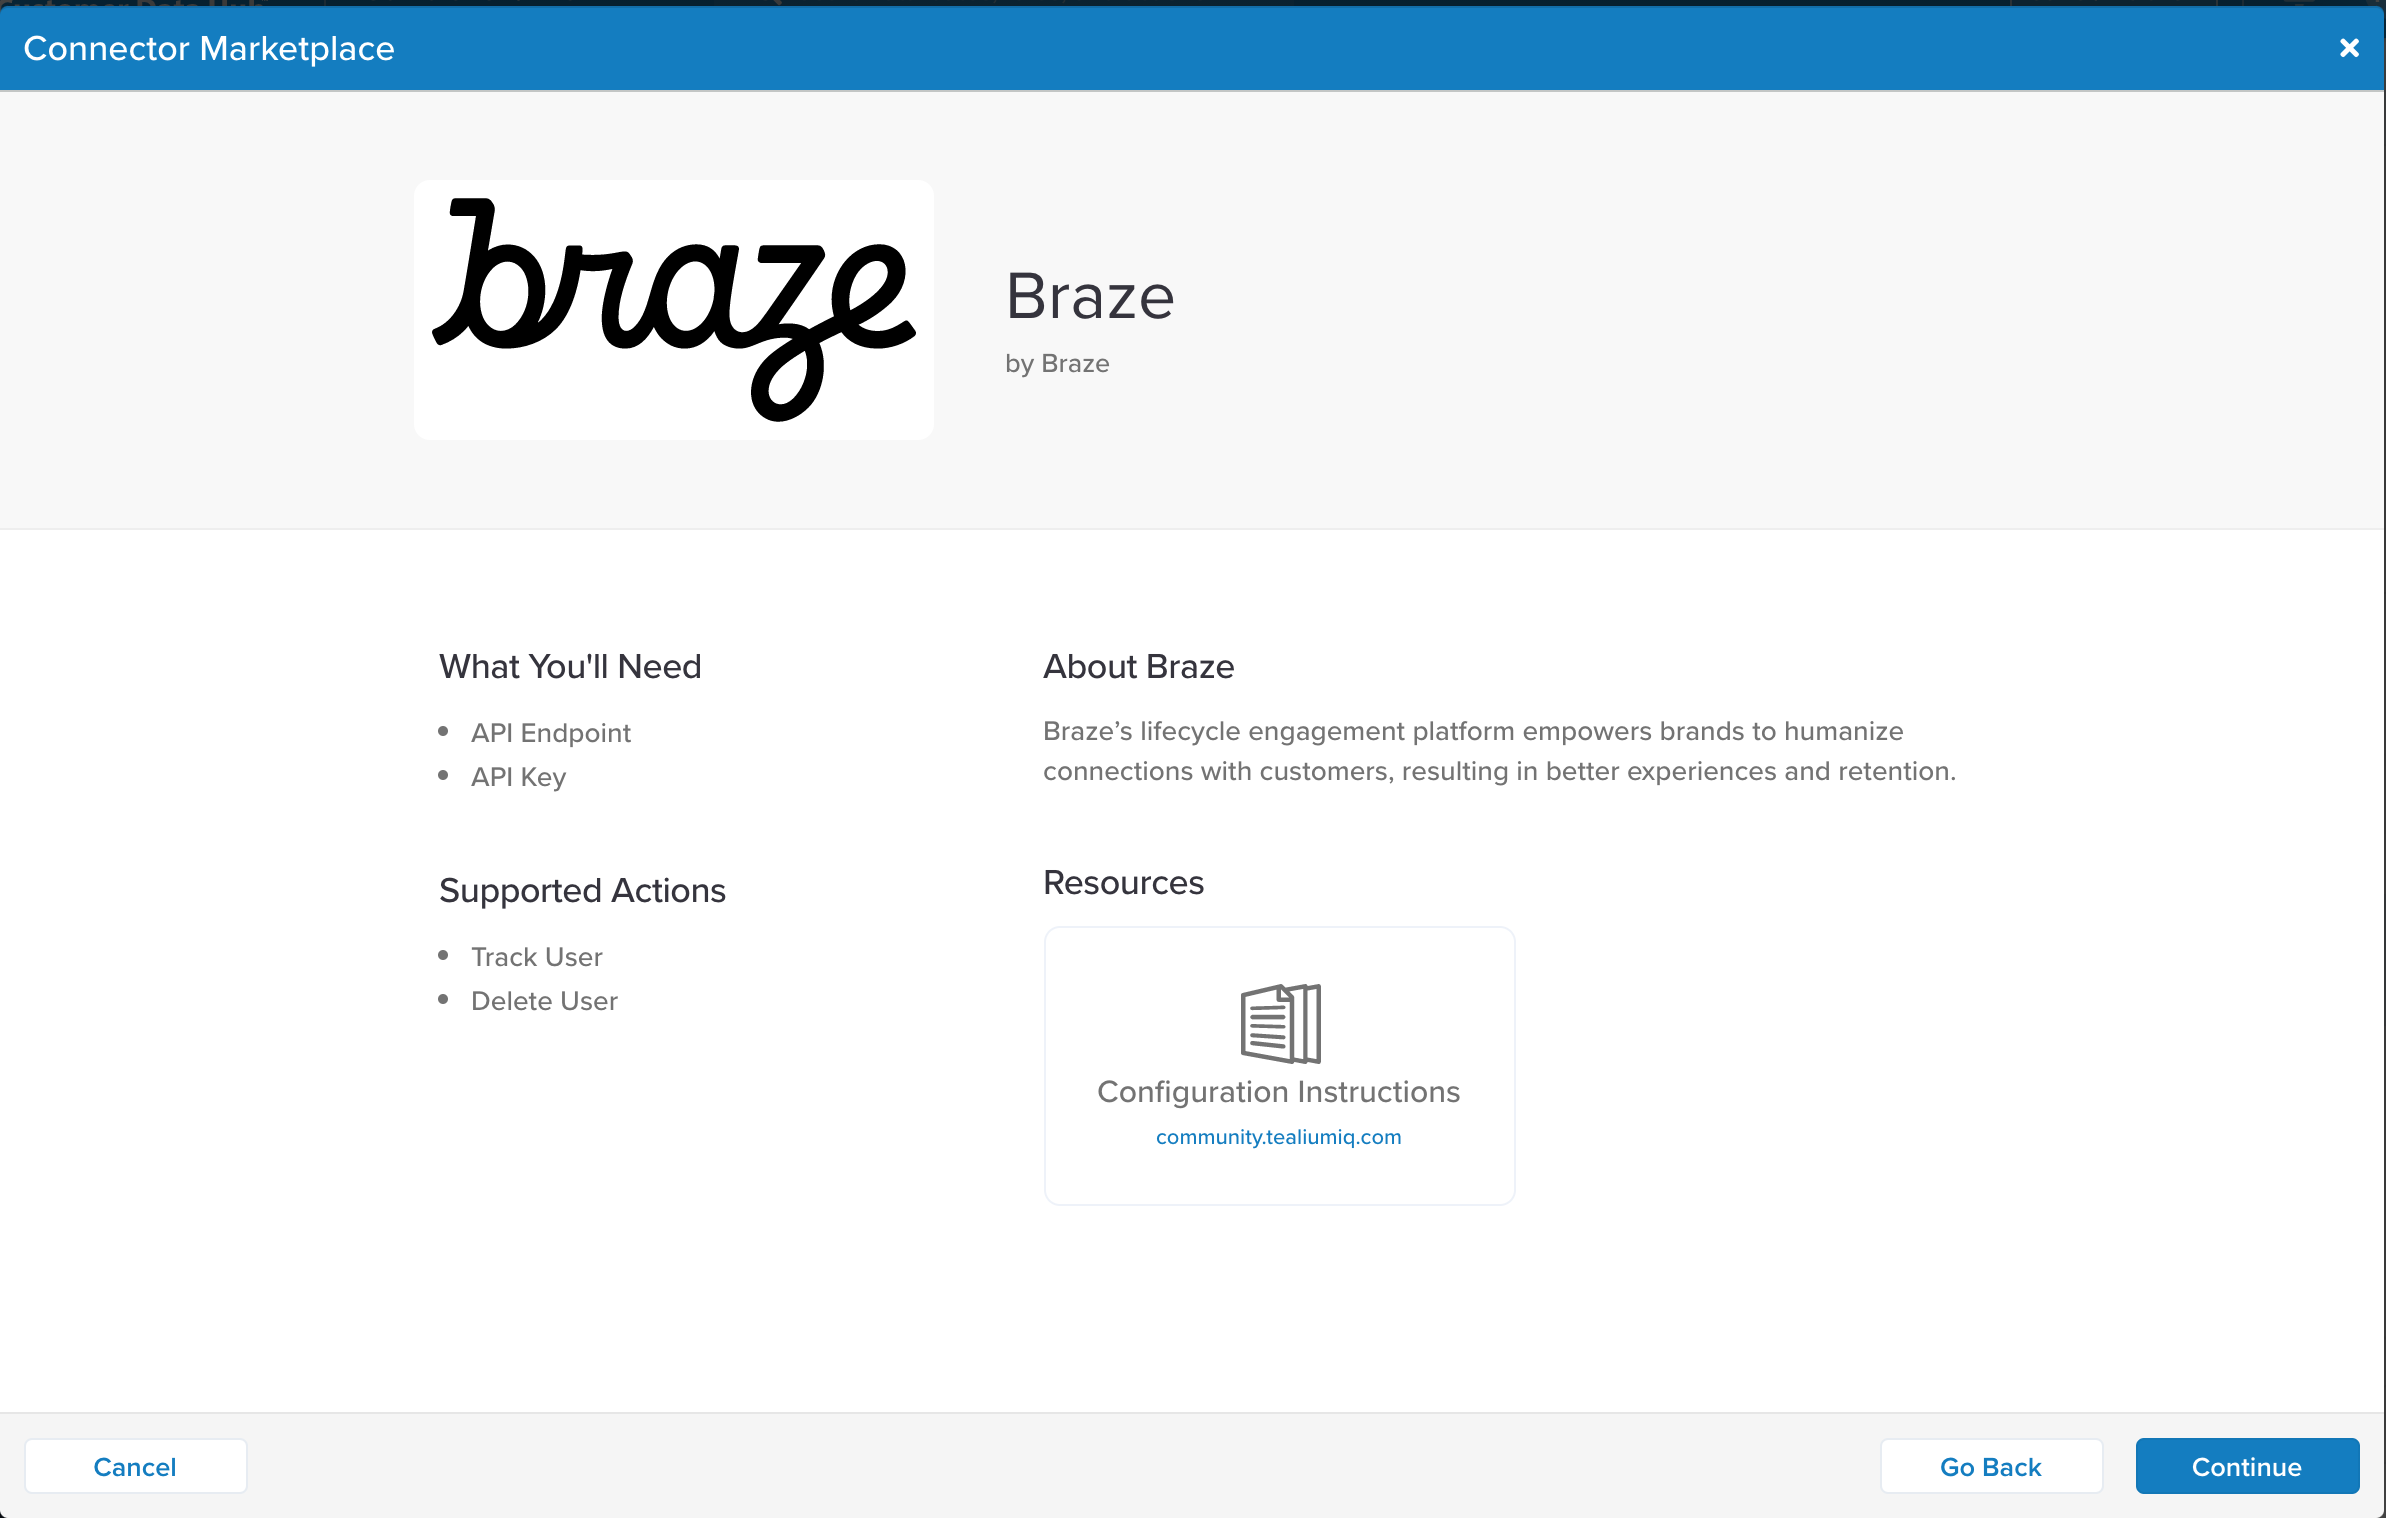 Connector Marketplace
braze
Braze
by Braze
What You'll Need
• API Endpoint
• API Key
Supported Actions
• Track User
• Delete User
About Braze
Braze’s lifecycle engagement platform empowers brands to humanize
connections with customers, resulting in better experiences and retention.
Resources
Configuration Instructions
community.tealiumiq.com
Cancel
Go Back
Continue